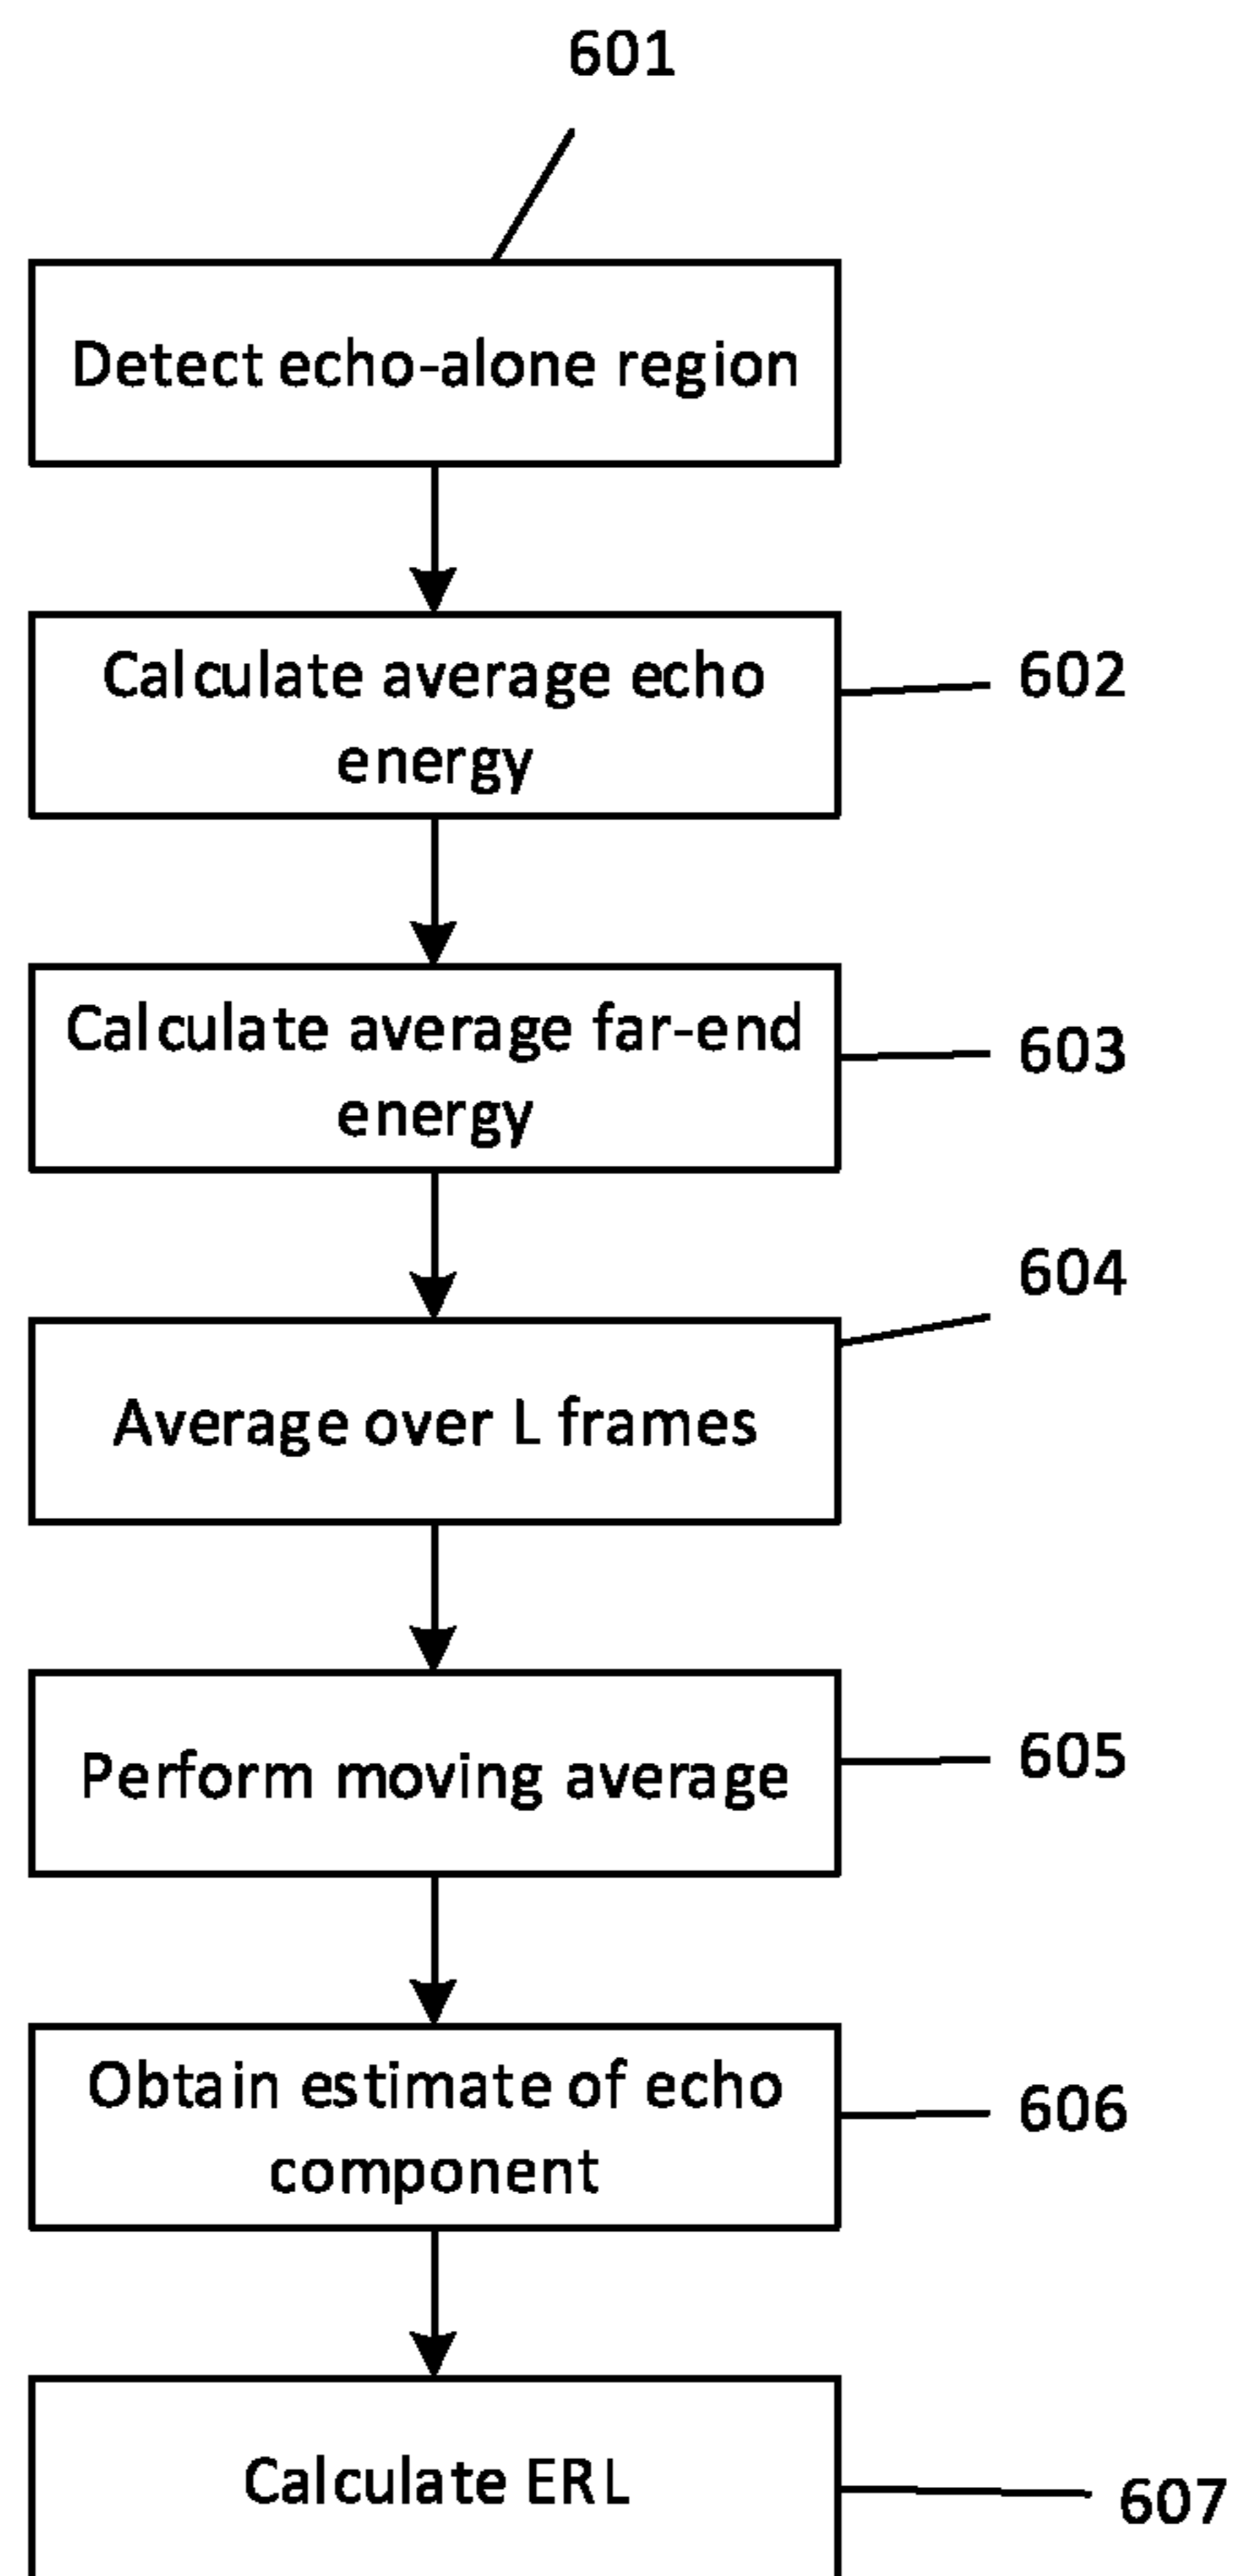 601
Detect echo-alone region
Calculate average echo
energy
602
Calculate average far-end
energy
603
604
Average over L frames
Perform moving average
605
Obtain estimate of echo
component
606
Calculate ERL
607